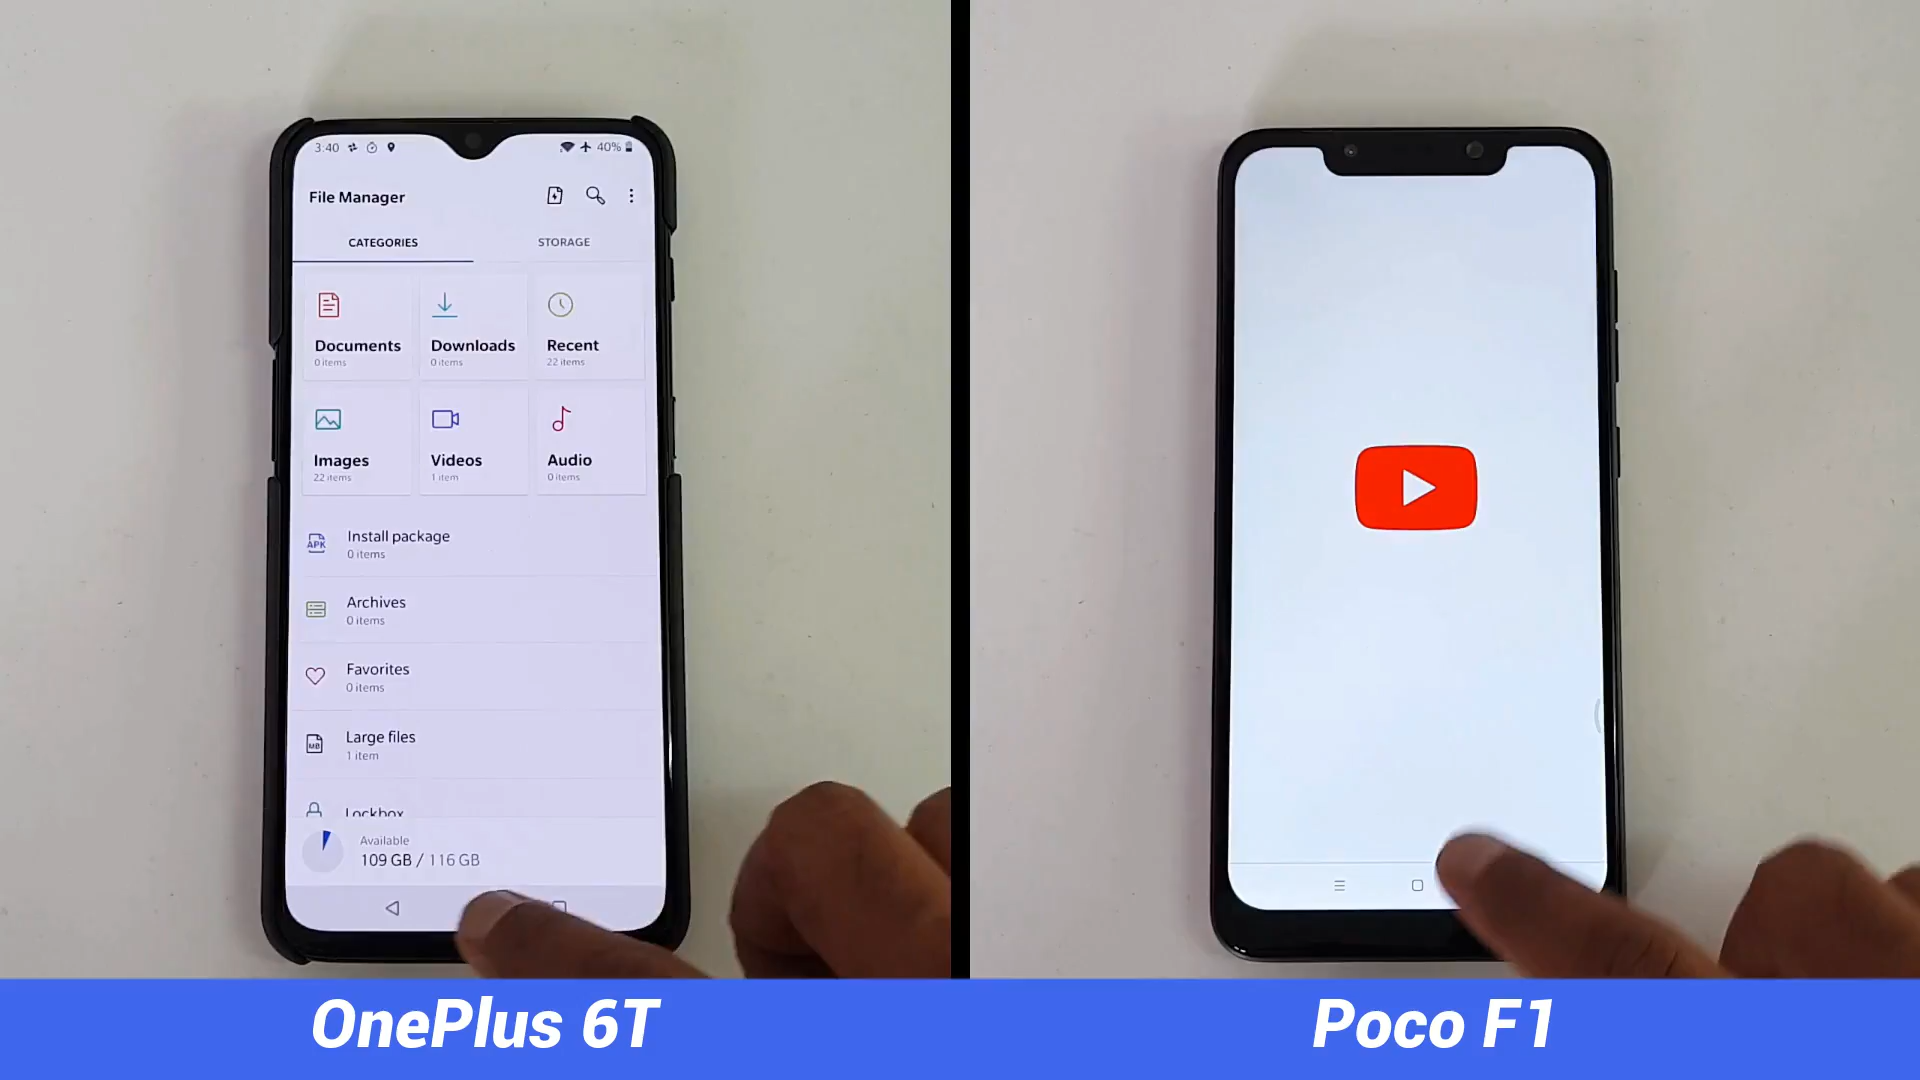 3:40
40%
File Manager
CATEGORIES
STORAGE
Documents
0 items
Downloads
0 items
Recent
22 items
Images
22 items
Videos
1 item
Audio
0 items
APK
Install package
0 items
Archives
0 items
Favorites
0 items
MB
Large files
1 item
Lockbox
Available
109 GB / 116 GB
OnePlus 6T
Poco F1